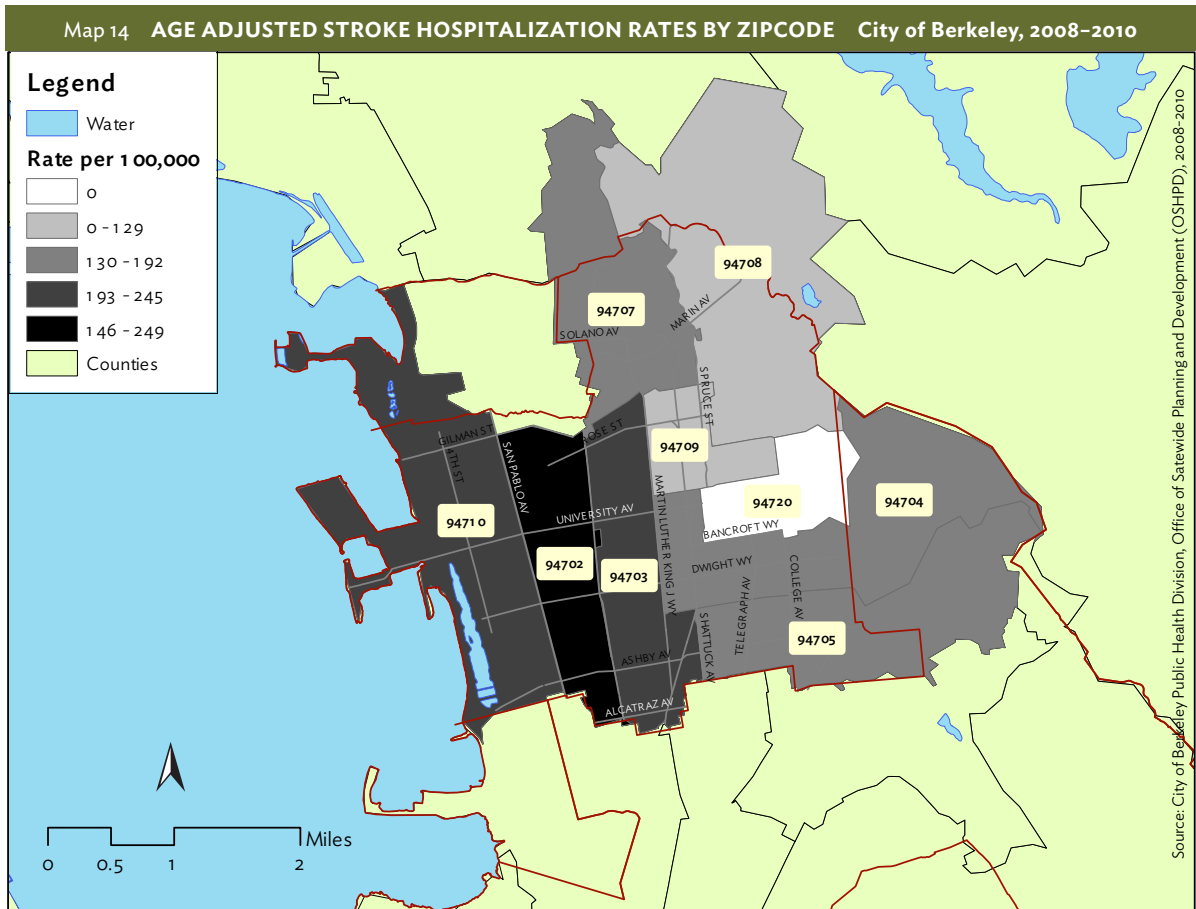 Map 14 AGE ADJUSTED STROKE HOSPITALIZATION RATES BY ZIPCODE City of Berkeley, 2008–2010
Legend
Water
Rate per 100,000
0
0 - 129
130 - 192
193 - 245
146 - 249
Counties
94708
94707
MARIN AV
SOLANO AV
SPRUCE ST
GILMAN ST
ROSE ST
94709
4TH ST
SAN PABLO AV
94710
UNIVERSITY AV
MARTIN LUTHER KING J WY
94720
94704
BANCROFT WY
94702
94703
DWIGHT WY
TELEGRAPH AV
COLLEGE AV
94705
SHATTUCK AV
ASHBY AV
ALCATRAZ AV
Miles
0 0.5 1 2
Source: City of Berkeley Public Health Division, Office of Satewide Planning and Development (OSHPD), 2008-2010